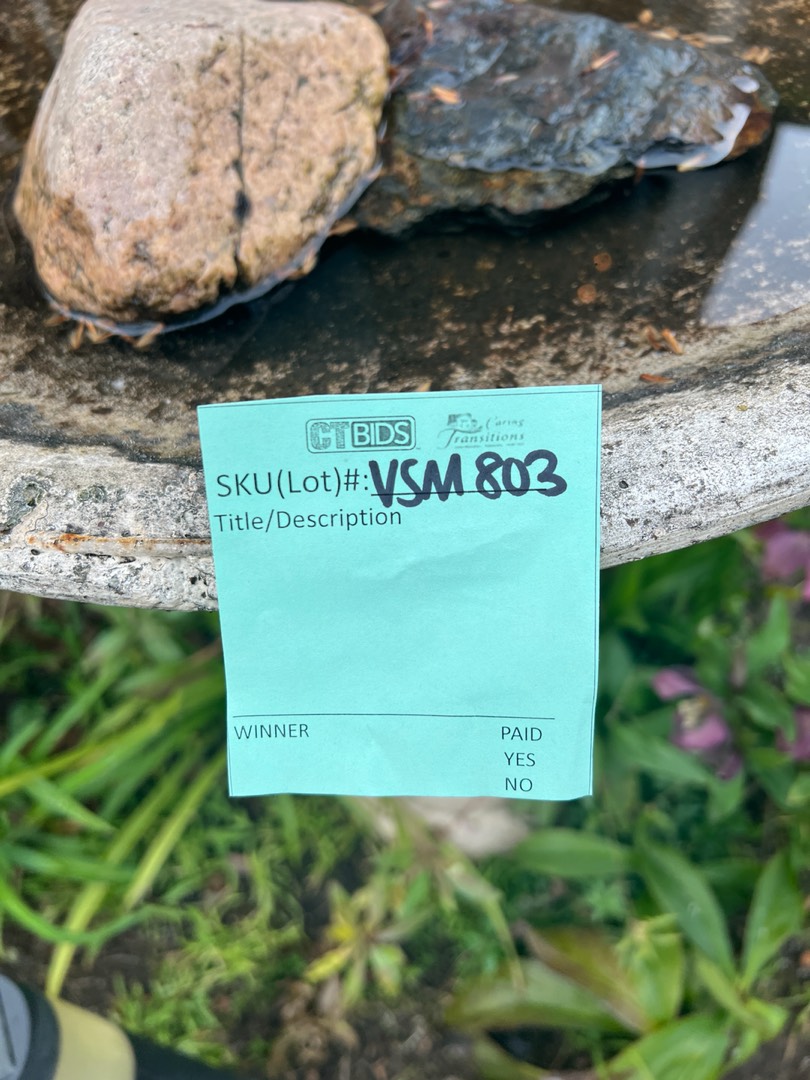 CTBIDS Caring Transitions
SKU(Lot)#: VSM 803
Title/Description
WINNER PAID
YES
NO